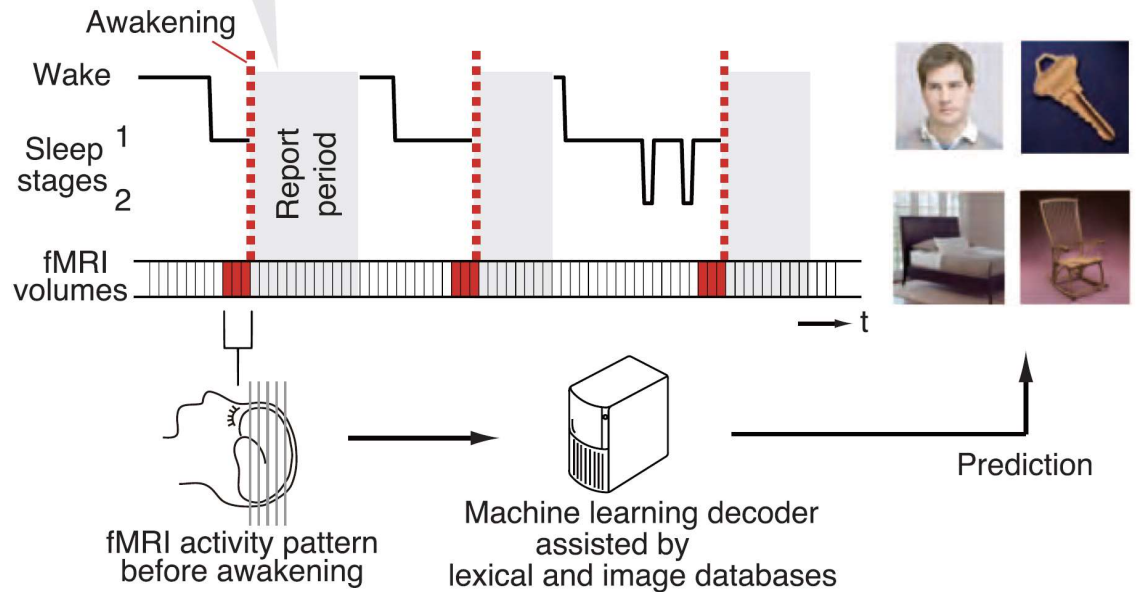 Awakening
Wake
1
Sleep
stages
2
Report
period
fMRI
volumes
t
fMRI activity pattern
before awakening
Machine learning decoder
assisted by
lexical and image databases
Prediction